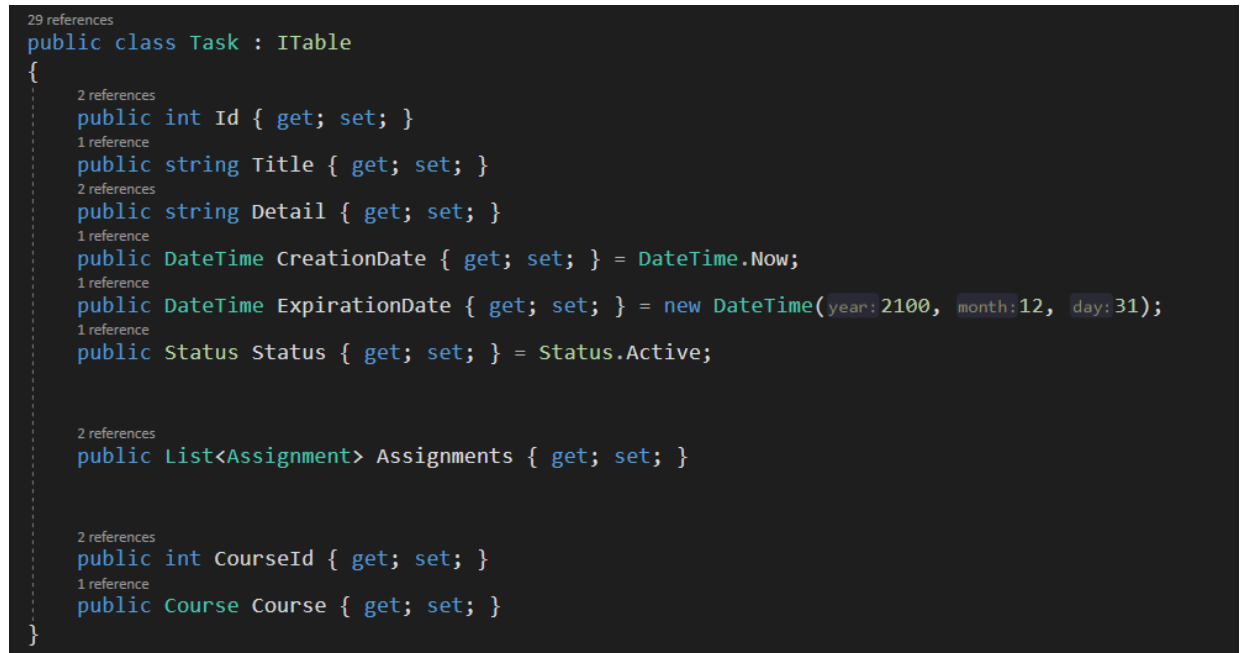 29 references
public class Task : ITable
{
2 references
public int Id { get; set; }
1 reference
public string Title { get; set; }
2 references
public string Detail { get; set; }
1 reference
public DateTime CreationDate { get; set; } = DateTime.Now;
1 reference
public DateTime ExpirationDate { get; set; } = new DateTime(year:2100, month:12, day:31);
1 reference
public Status Status { get; set; } = Status.Active;
2 references
public List<Assignment> Assignments { get; set; }
2 references
public int CourseId { get; set; }
1 reference
public Course Course { get; set; }
}